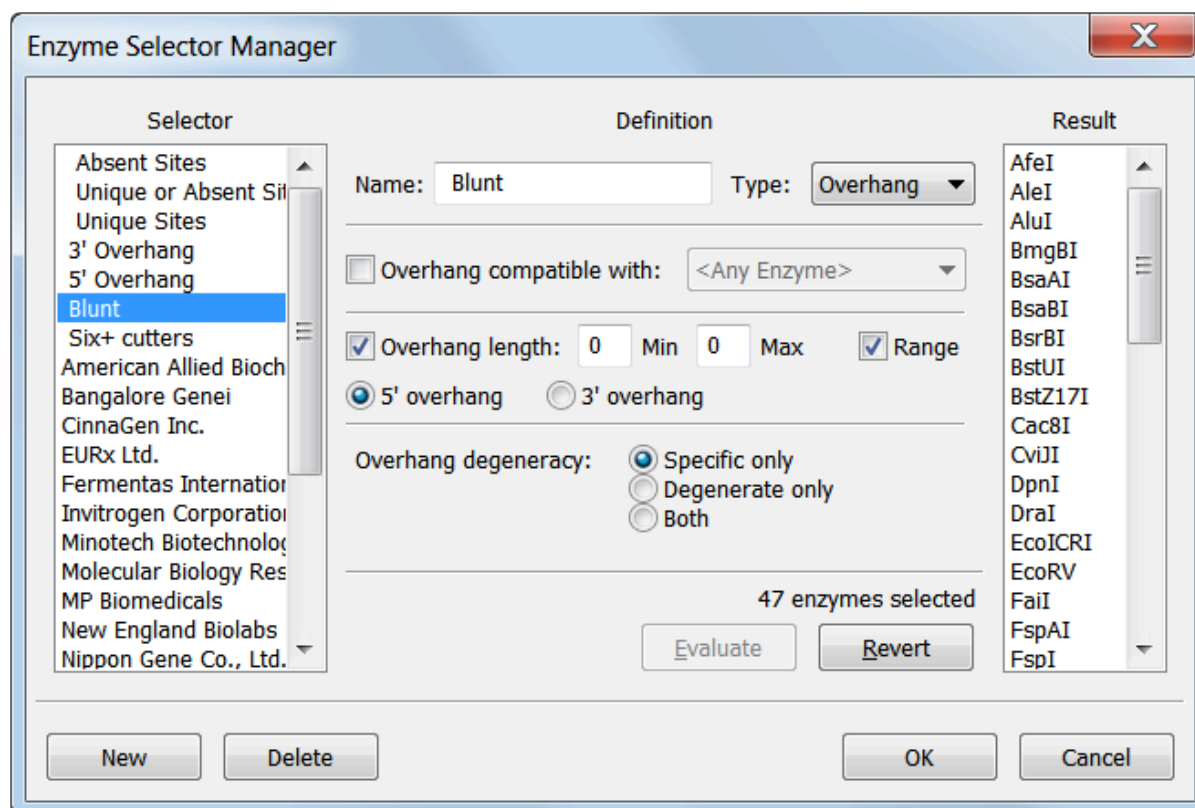 Enzyme Selector Manager
X
Selector
Absent Sites
Unique or Absent Sit
Unique Sites
3' Overhang
5' Overhang
Blunt
Six+ cutters
American Allied Bioch
Bangalore Genei
CinnaGen Inc.
EURx Ltd.
Fermentas Internation
Invitrogen Corporation
Minotech Biotechnolog
Molecular Biology Res
MP Biomedicals
New England Biolabs
Nippon Gene Co., Ltd.
Definition
Name: Blunt Type: Overhang
Overhang compatible with: <Any Enzyme>
Overhang length: 0 Min 0 Max Range
5' overhang 3' overhang
Overhang degeneracy: Specific only
Degenerate only
Both
47 enzymes selected
Evaluate Revert
Result
AfeI
AleI
AluI
BmgBI
BsaAI
BsaBI
BsrBI
BstUI
BstZ17I
Cac8I
CviJI
DpnI
DraI
EcoICRI
EcoRV
FaiI
FspAI
FspI
New Delete OK Cancel